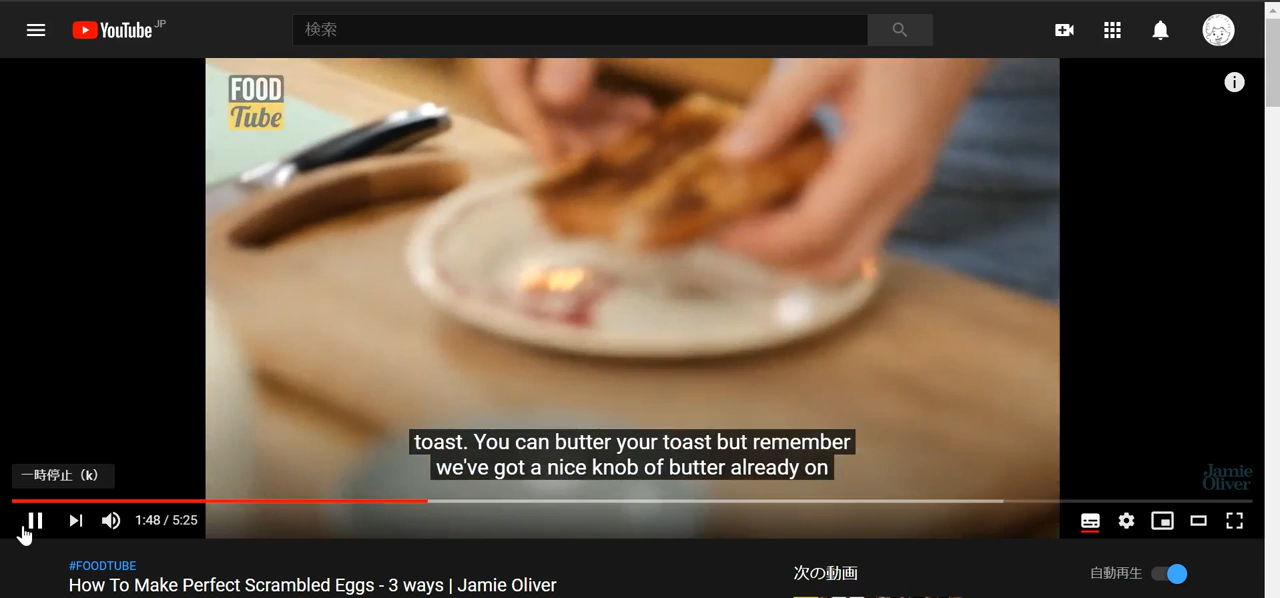 YouTube JP
検索
FOOD
Tube
toast. You can butter your toast but remember
we've got a nice knob of butter already on
一時停止（k）
Jamie
Oliver
1:48 / 5:25
#FOODTUBE
How To Make Perfect Scrambled Eggs - 3 ways | Jamie Oliver
次の動画
自動再生